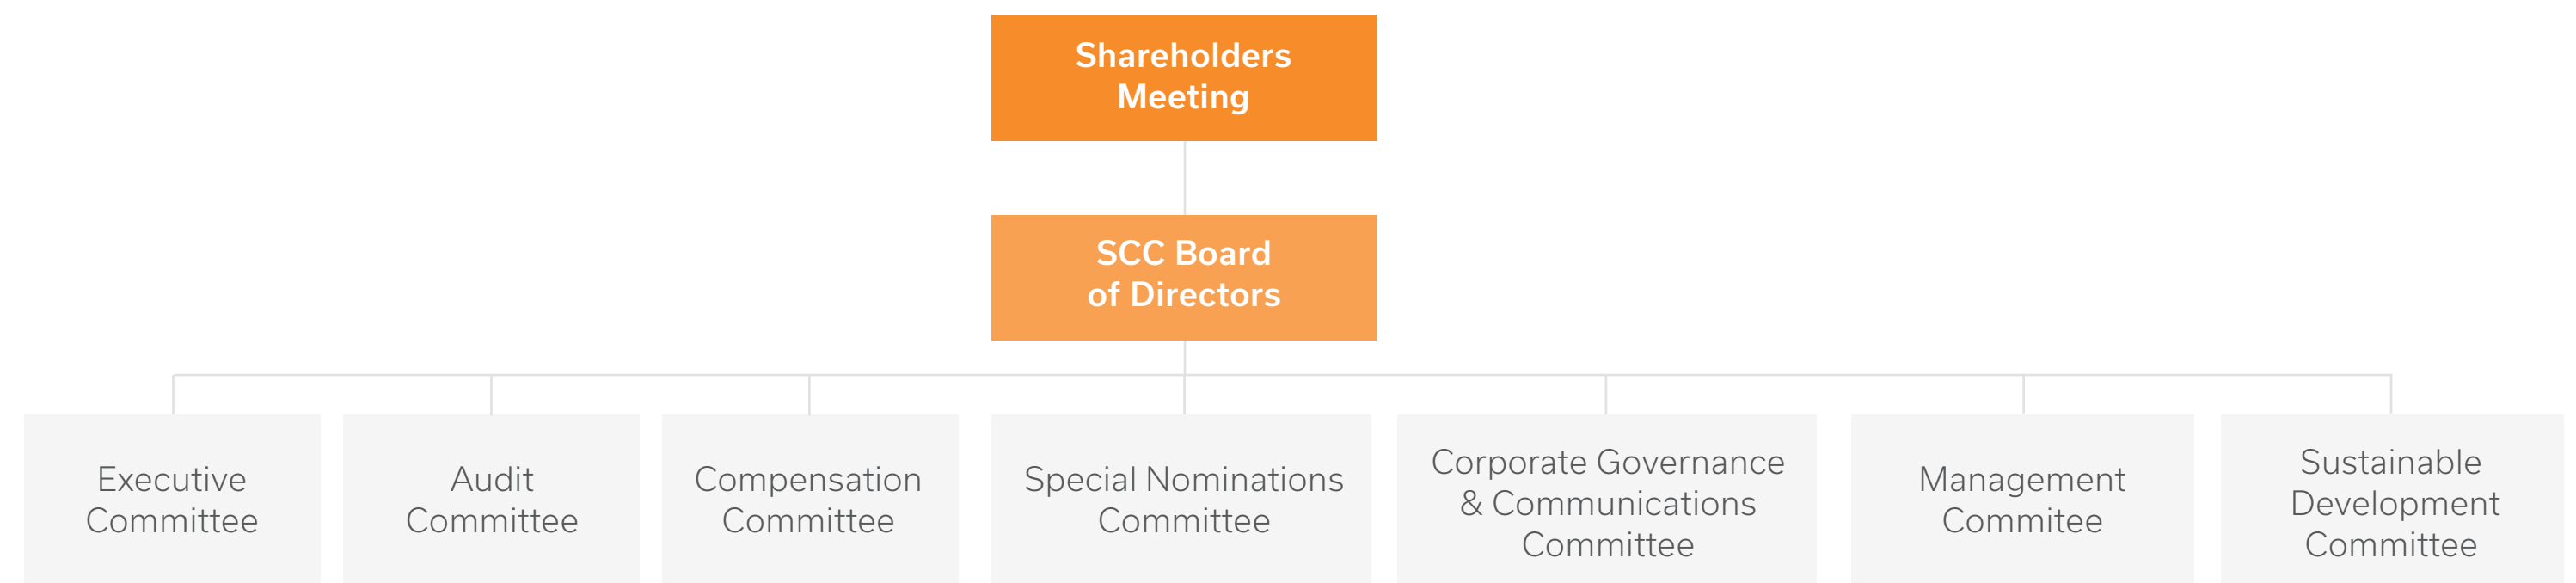 Shareholders
Meeting
SCC Board
of Directors
Executive
Committee
Audit
Committee
Compensation
Committee
Special Nominations
Committee
Corporate Governance
& Communications
Committee
Management
Commitee
Sustainable
Development
Committee